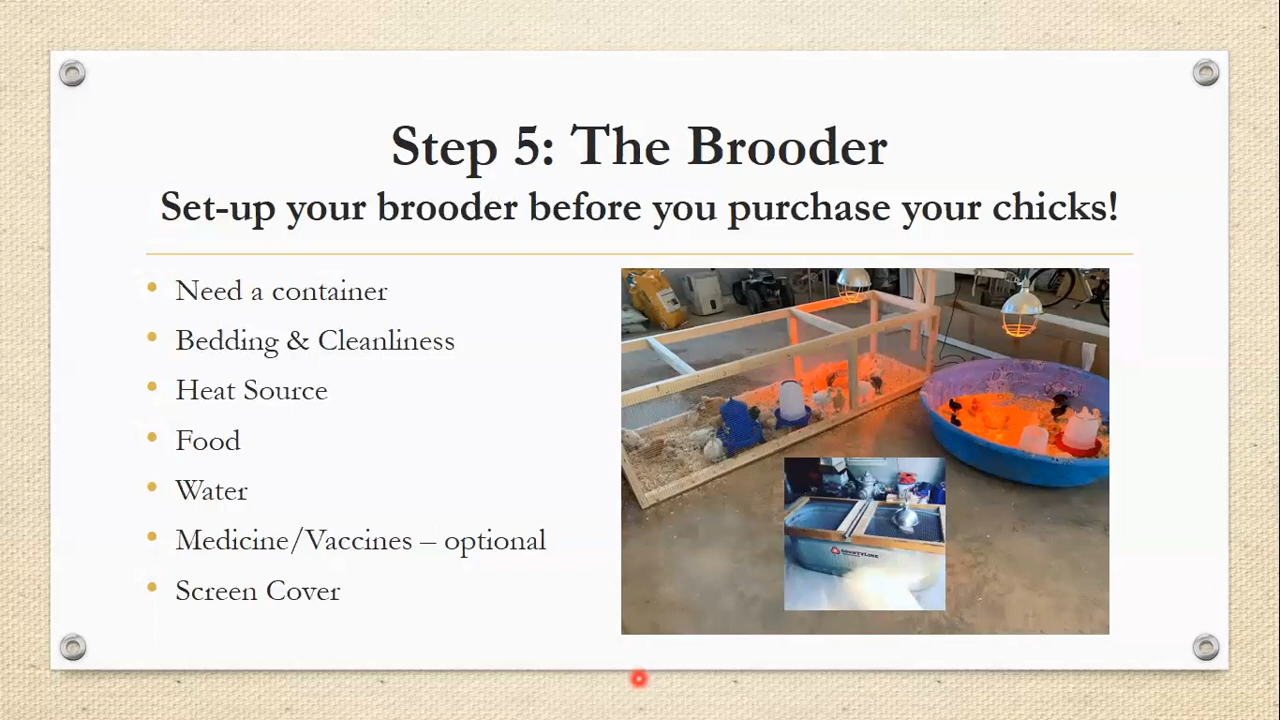 Step 5: The Brooder
Set-up your brooder before you purchase your chicks!
Need a container
Bedding & Cleanliness
Heat Source
Food
Water
Medicine/Vaccines – optional
Screen Cover
COUNTYLINE